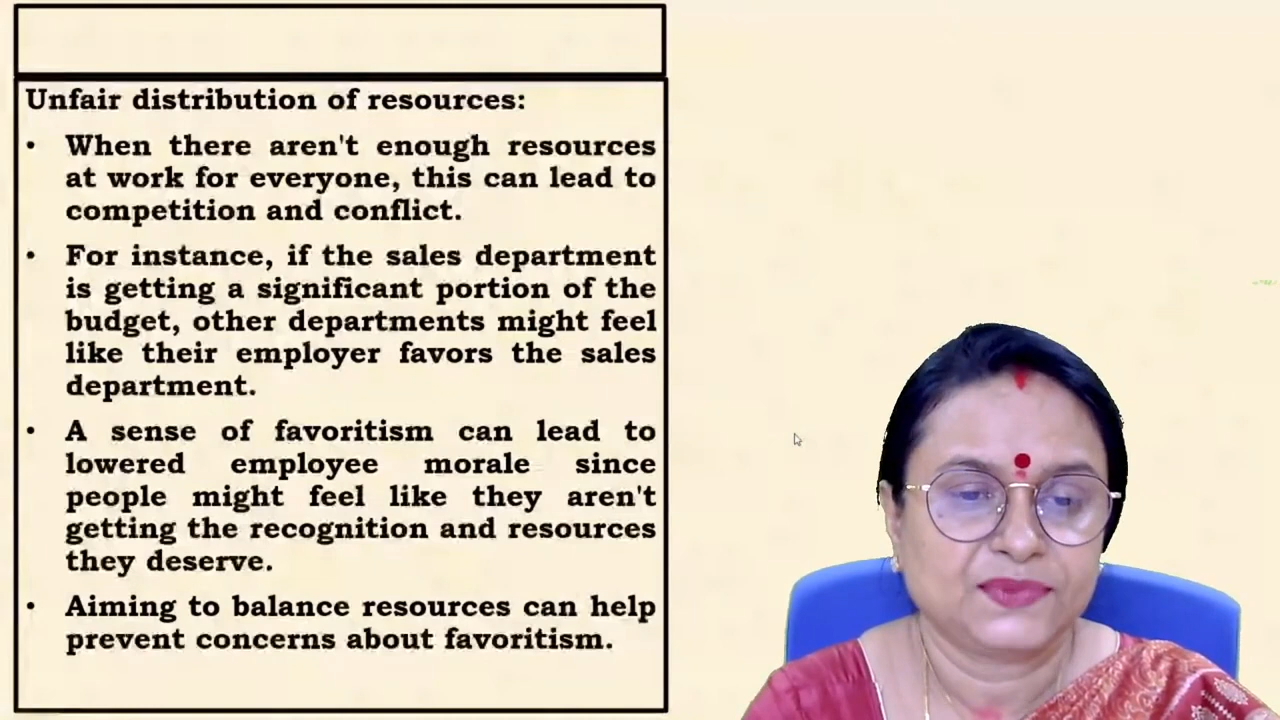 Unfair distribution of resources:
• When there aren't enough resources
at work for everyone, this can lead to
competition and conflict.
• For instance, if the sales department
is getting a significant portion of the
budget, other departments might feel
like their employer favors the sales
department.
• A sense of favoritism can lead to
lowered employee morale since
people might feel like they aren't
getting the recognition and resources
they deserve.
• Aiming to balance resources can help
prevent concerns about favoritism.